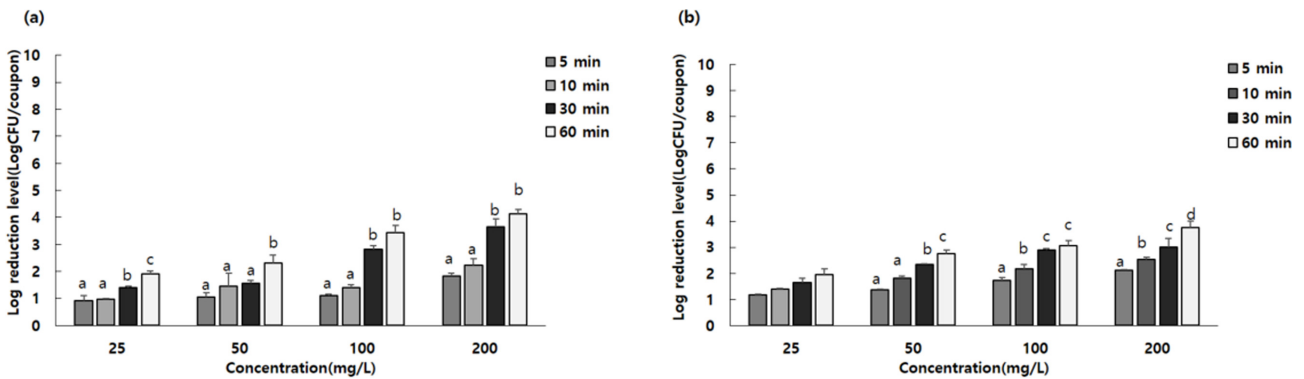 (a)
Log reduction level(LogCFU/coupon)
10
9
8
7
6
5
4
3
2
1
0
5 min
10 min
30 min
60 min
a a b c
a a a b
a a b b
a a b b
25 50 100 200
Concentration(mg/L)
(b)
Log reduction level(LogCFU/coupon)
10
9
8
7
6
5
4
3
2
1
0
5 min
10 min
30 min
60 min
a a b c
a b c c
a b c d
25 50 100 200
Concentration(mg/L)